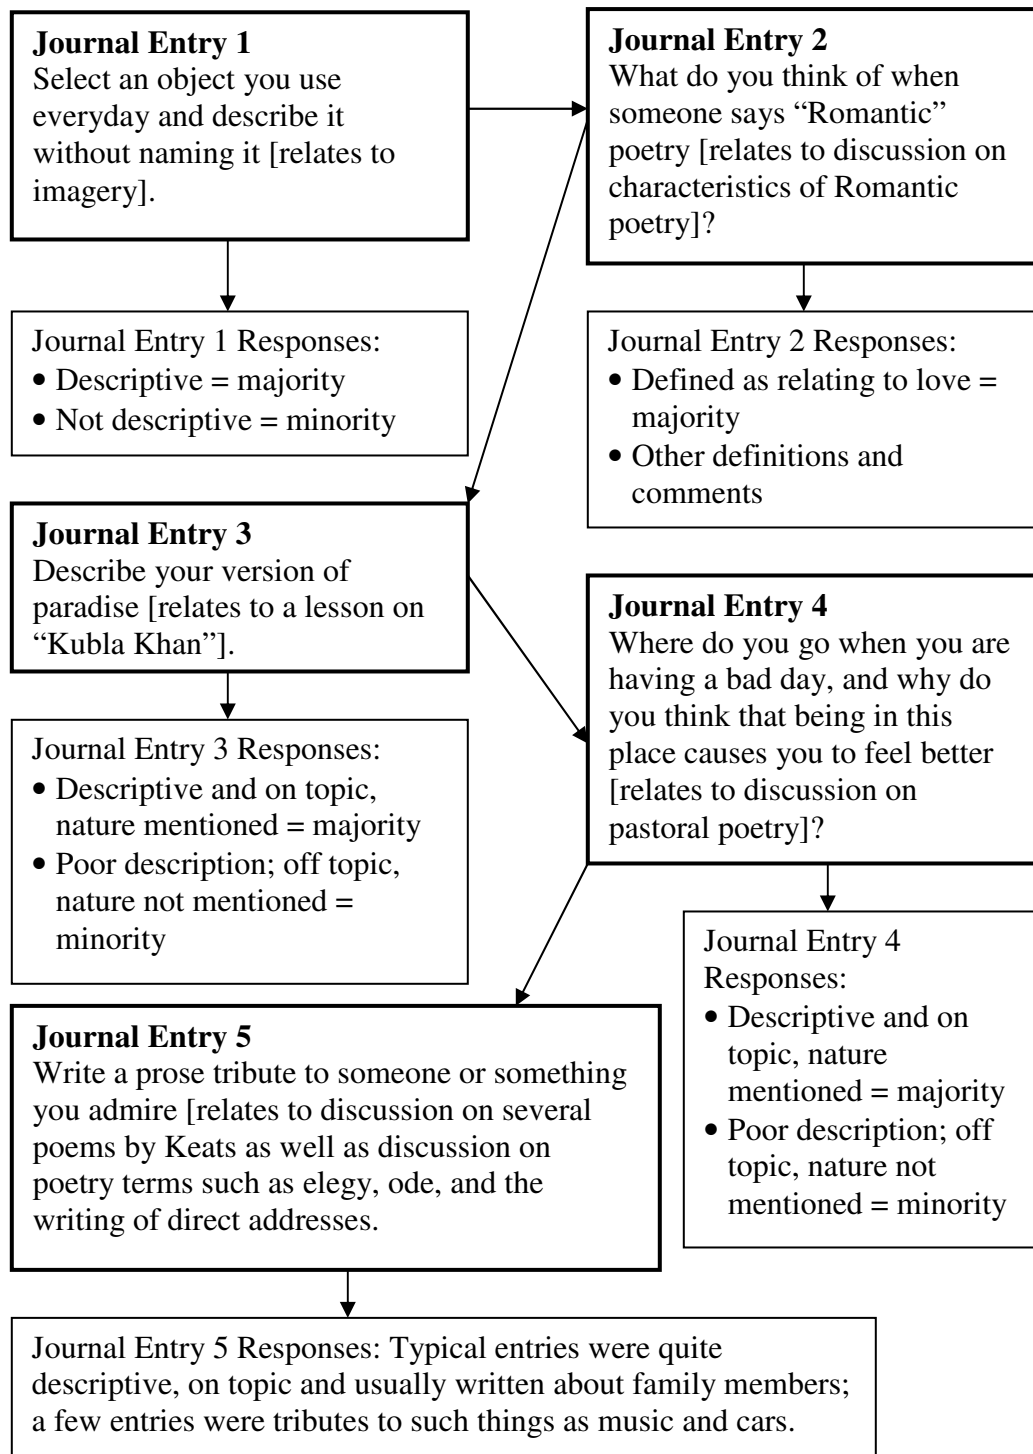 Journal Entry 1
Select an object you use
everyday and describe it
without naming it [relates to
imagery].
Journal Entry 2
What do you think of when
someone says “Romantic”
poetry [relates to discussion on
characteristics of Romantic
poetry]?
Journal Entry 1 Responses:
• Descriptive = majority
• Not descriptive = minority
Journal Entry 2 Responses:
• Defined as relating to love =
majority
• Other definitions and
comments
Journal Entry 3
Describe your version of
paradise [relates to a lesson on
“Kubla Khan”].
Journal Entry 4
Where do you go when you are
having a bad day, and why do
you think that being in this
place causes you to feel better
[relates to discussion on
pastoral poetry]?
Journal Entry 3 Responses:
• Descriptive and on topic,
nature mentioned = majority
• Poor description; off topic,
nature not mentioned =
minority
Journal Entry 4
Responses:
• Descriptive and on
topic, nature
mentioned = majority
• Poor description; off
topic, nature not
mentioned = minority
Journal Entry 5
Write a prose tribute to someone or something
you admire [relates to discussion on several
poems by Keats as well as discussion on
poetry terms such as elegy, ode, and the
writing of direct addresses.
Journal Entry 5 Responses: Typical entries were quite
descriptive, on topic and usually written about family members;
a few entries were tributes to such things as music and cars.